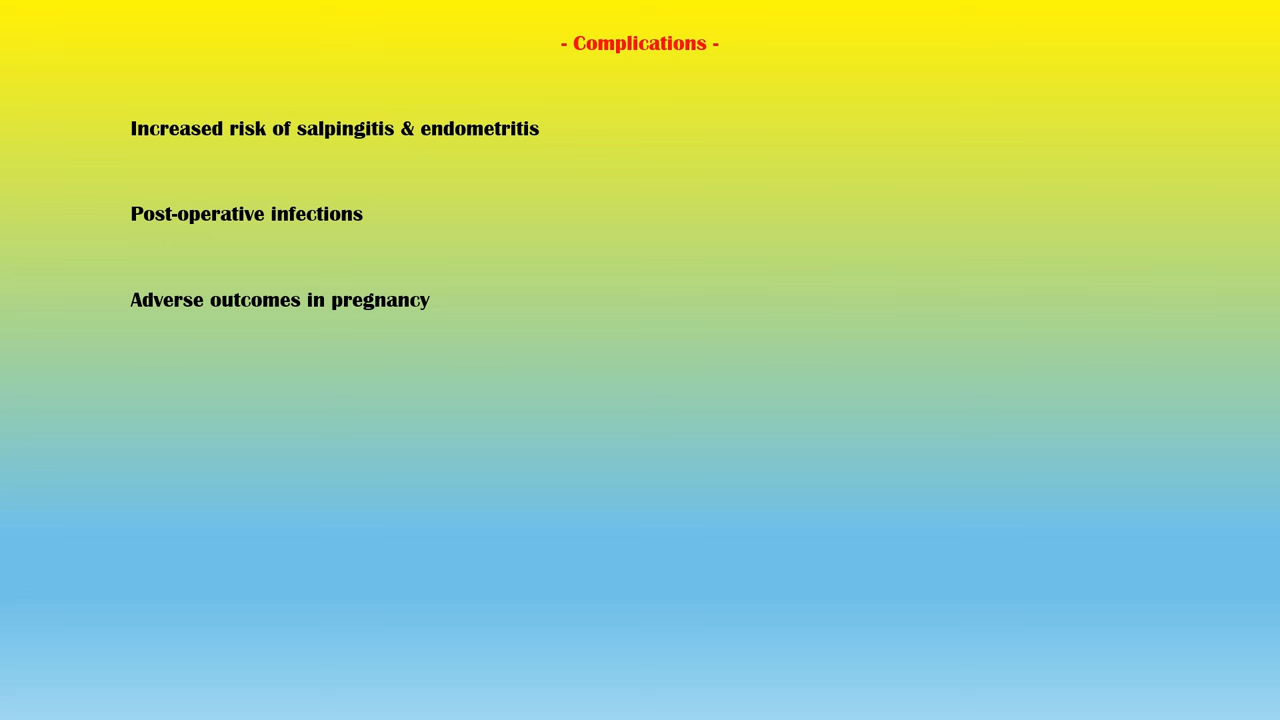 - Complications -
Increased risk of salpingitis & endometritis
Post-operative infections
Adverse outcomes in pregnancy